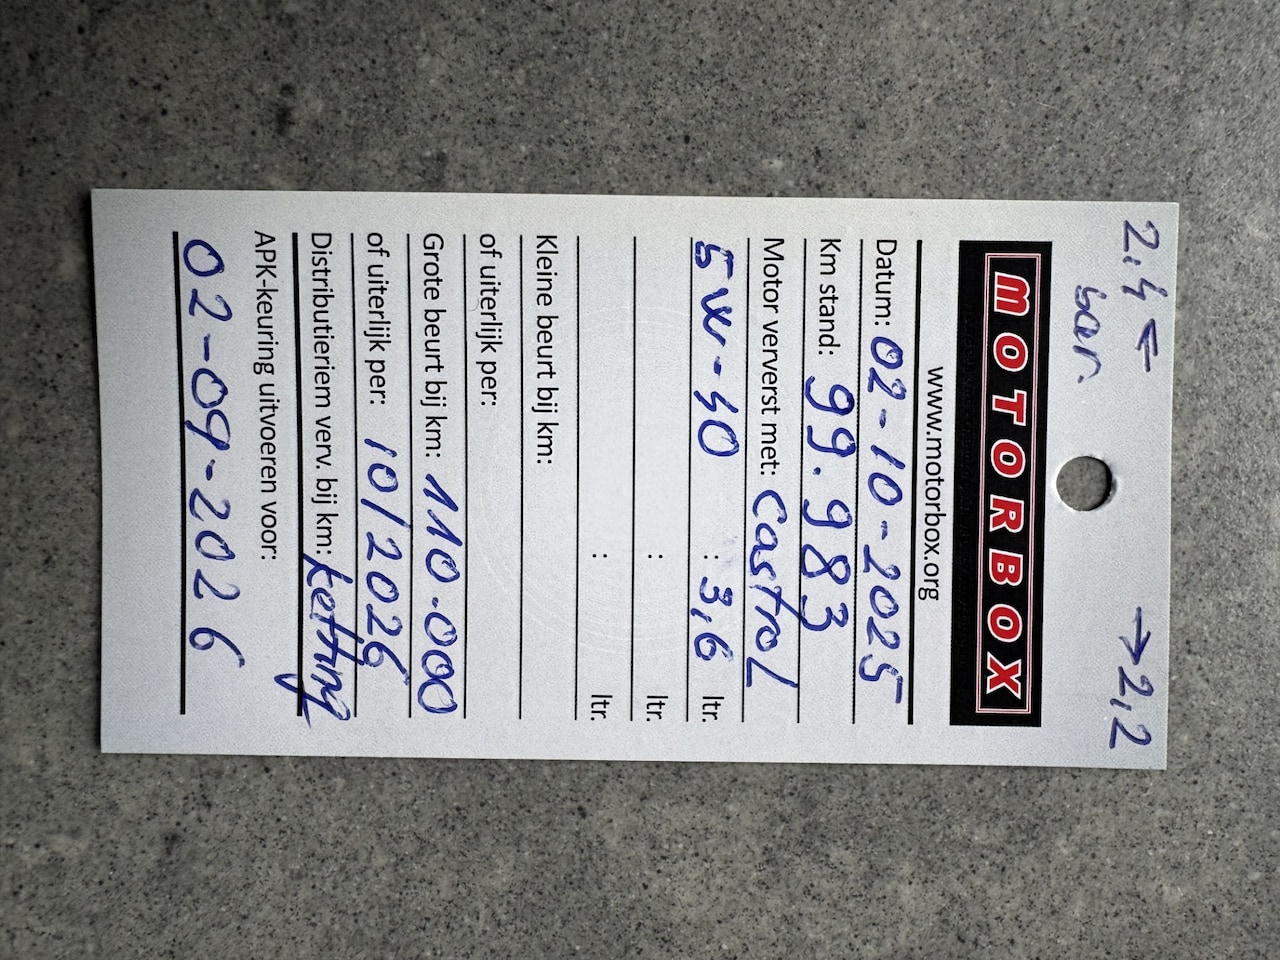 2.4 ← → 2,2
bar.
MOTORBOX
www.motorbox.org
Datum: 02-10-2025
Km stand: 99.983
Motor ververst met: Castrol
5W-40 : 3,6 ltr.
: ltr.
: ltr.
Kleine beurt bij km:
of uiterlijk per:
Grote beurt bij km: 110.000
of uiterlijk per: 10/2026
Distributieriem verv. bij km: ketting
APK-keuring uitvoeren voor:
02-09-2026